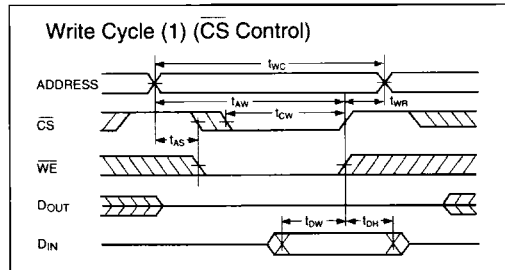 Write Cycle (1) (CS Control)
tWC
ADDRESS
tAW
tWR
CS
tCW
tAS
WE
DOUT
tDW
tDH
DIN